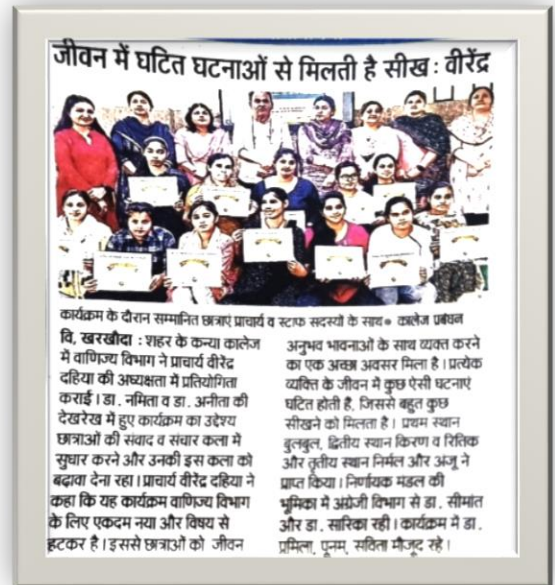 जीवन में घटित घटनाओं से मिलती है सीख : वीरेंद्र
कार्यक्रम के दौरान सम्मानित छात्राएं प्राचार्य व स्टाफ सदस्यों के साथ● कालेज प्रबंधन
वि, खरखौदा : शहर के कन्या कालेज
में वाणिज्य विभाग ने प्राचार्य वीरेंद्र
दहिया की अध्यक्षता में प्रतियोगिता
कराई। डा. नमिता व डा. अनीता की
देखरेख में हुए कार्यक्रम का उद्देश्य
छात्राओं की संवाद व संचार कला में
सुधार करने और उनकी इस कला को
बढ़ावा देना रहा। प्राचार्य वीरेंद्र दहिया ने
कहा कि यह कार्यक्रम वाणिज्य विभाग
के लिए एकदम नया और विषय से
हटकर है। इससे छात्राओं को जीवन
अनुभव भावनाओं के साथ व्यक्त करने
का एक अच्छा अवसर मिला है। प्रत्येक
व्यक्ति के जीवन में कुछ ऐसी घटनाएं
घटित होती है, जिससे बहुत कुछ
सीखने को मिलता है। प्रथम स्थान
बुलबुल, द्वितीय स्थान किरण व रितिक
और तृतीय स्थान निर्मल और अंजू ने
प्राप्त किया। निर्णायक मंडल की
भूमिका में अंग्रेजी विभाग से डा. सीमांत
और डा. सारिका रही। कार्यक्रम में डा.
प्रमिला, पूनम, सविता मौजूद रहे।